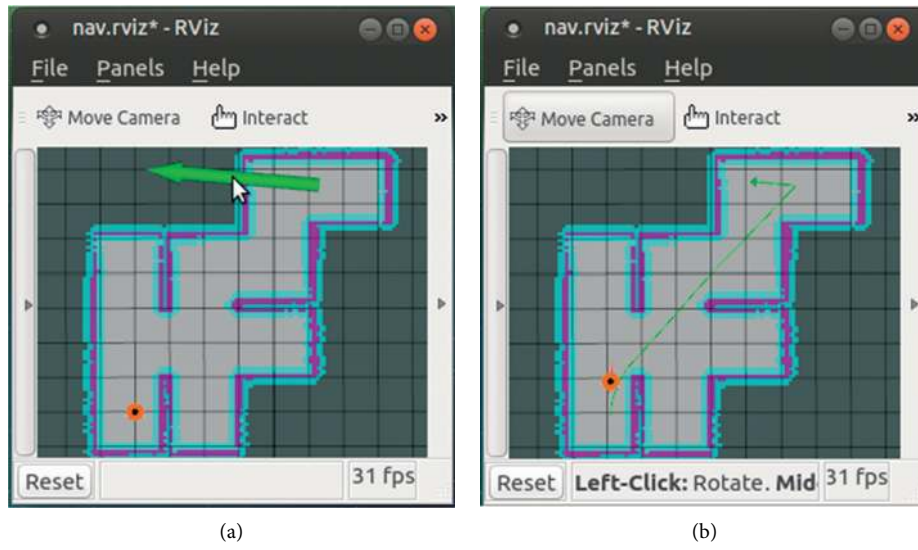 nav.rviz* - RViz
File Panels Help
Move Camera Interact »
Reset 31 fps
(a)
nav.rviz* - RViz
File Panels Help
Move Camera Interact »
Reset Left-Click: Rotate. Mid 31 fps
(b)